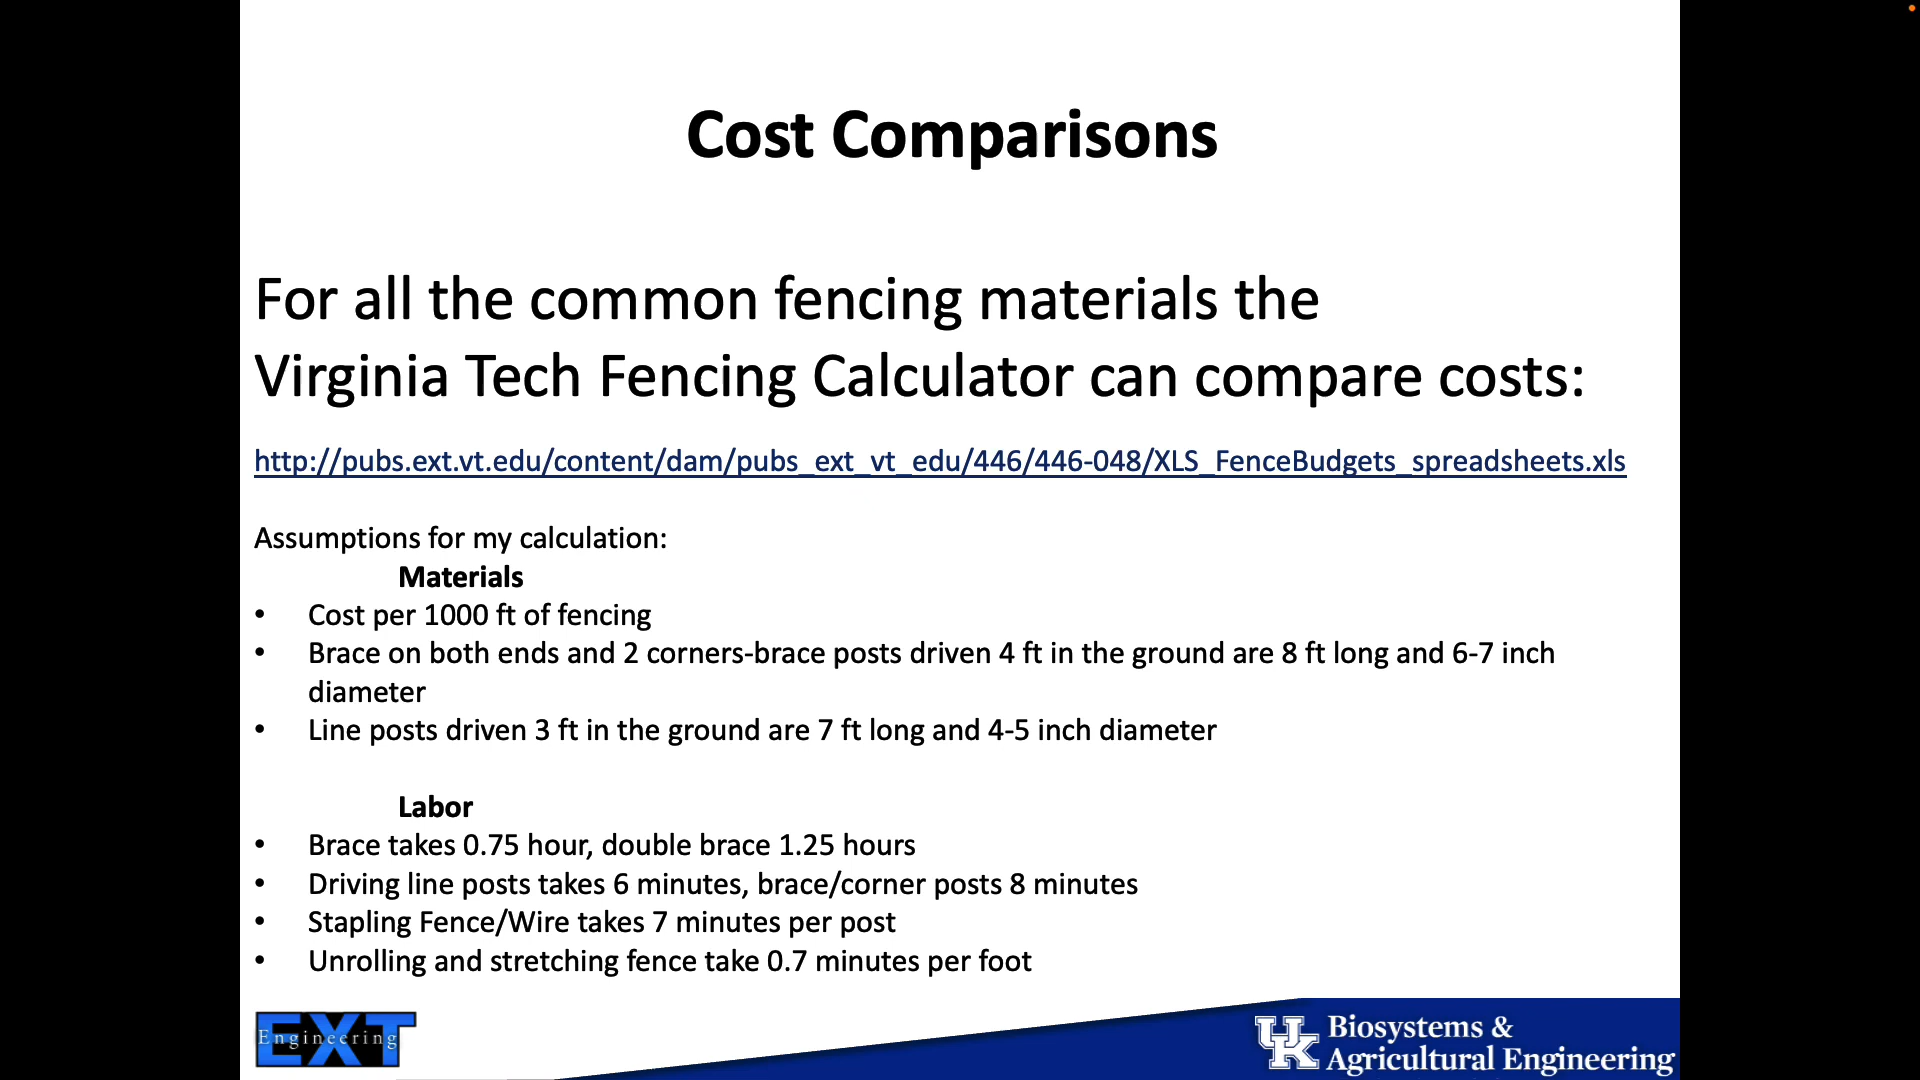 Cost Comparisons
For all the common fencing materials the
Virginia Tech Fencing Calculator can compare costs:
http://pubs.ext.vt.edu/content/dam/pubs_ext_vt_edu/446/446-048/XLS_FenceBudgets_spreadsheets.xls
Assumptions for my calculation:
Materials
• Cost per 1000 ft of fencing
• Brace on both ends and 2 corners-brace posts driven 4 ft in the ground are 8 ft long and 6-7 inch
diameter
• Line posts driven 3 ft in the ground are 7 ft long and 4-5 inch diameter
Labor
• Brace takes 0.75 hour, double brace 1.25 hours
• Driving line posts takes 6 minutes, brace/corner posts 8 minutes
• Stapling Fence/Wire takes 7 minutes per post
• Unrolling and stretching fence take 0.7 minutes per foot
EXT
Engineering
UK
Biosystems &
Agricultural Engineering